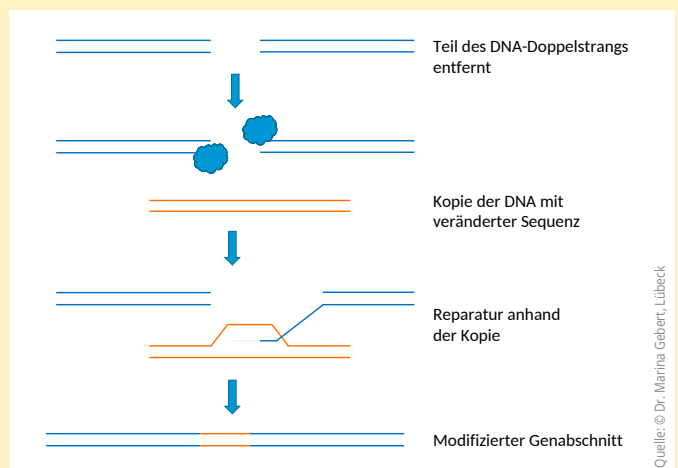 Teil des DNA-Doppelstrangs
entfernt
Kopie der DNA mit
veränderter Sequenz
Reparatur anhand
der Kopie
Modifizierter Genabschnitt
Quelle: © Dr. Marina Gebert, Lübeck